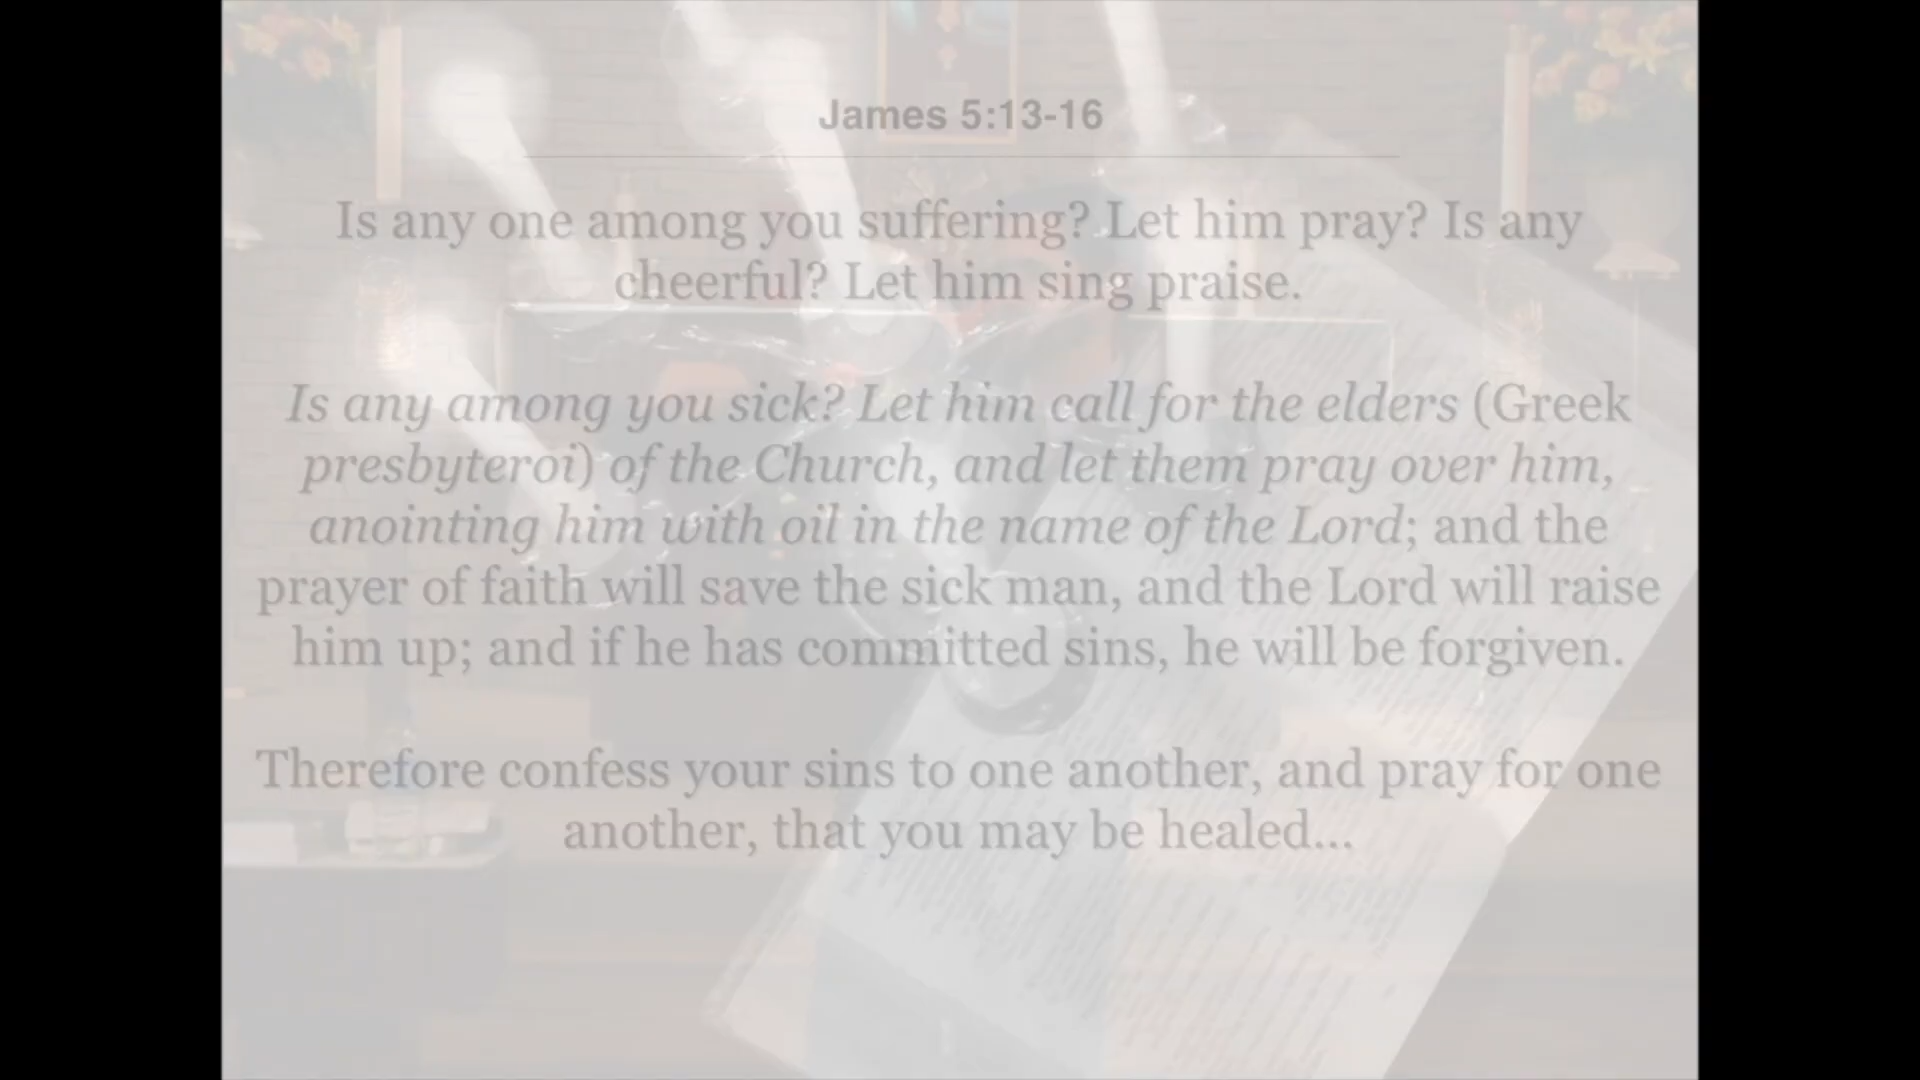 James 5:13-16
Is any one among you suffering? Let him pray? Is any
cheerful? Let him sing praise.
Is any among you sick? Let him call for the elders (Greek
presbyteroi) of the Church, and let them pray over him,
anointing him with oil in the name of the Lord; and the
prayer of faith will save the sick man, and the Lord will raise
him up; and if he has committed sins, he will be forgiven.
Therefore confess your sins to one another, and pray for one
another, that you may be healed...